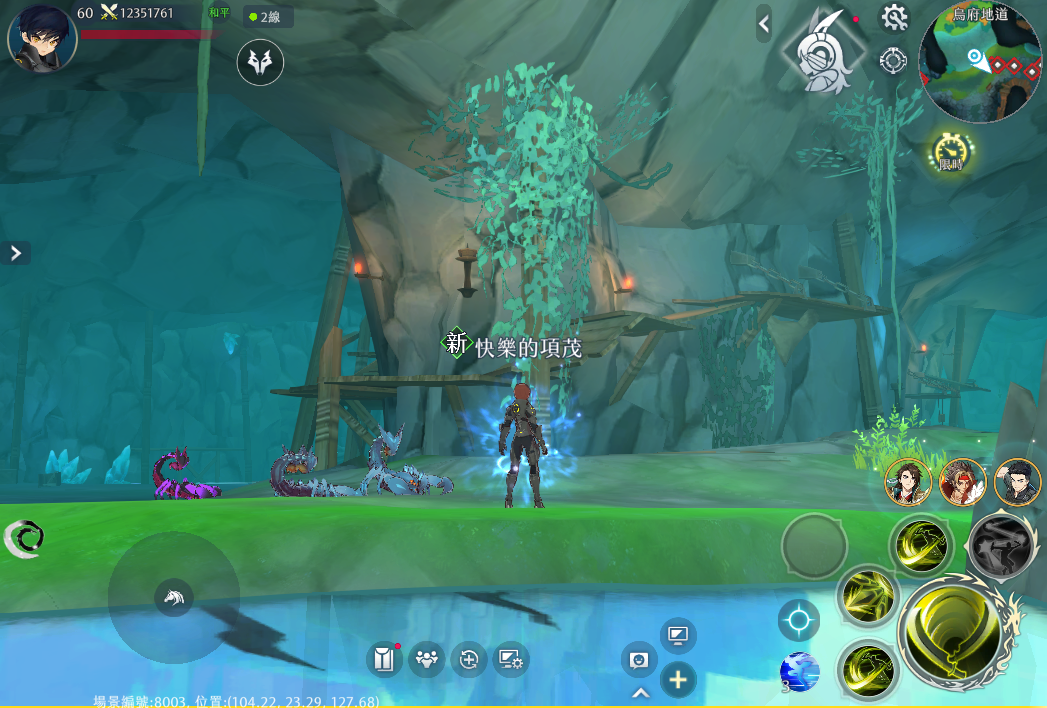 60 12351761 和平 2線
烏府地道
限時
新 快樂的項茂
3
場景編號:8003, 位置:(104.22, 23.29, 127.68)